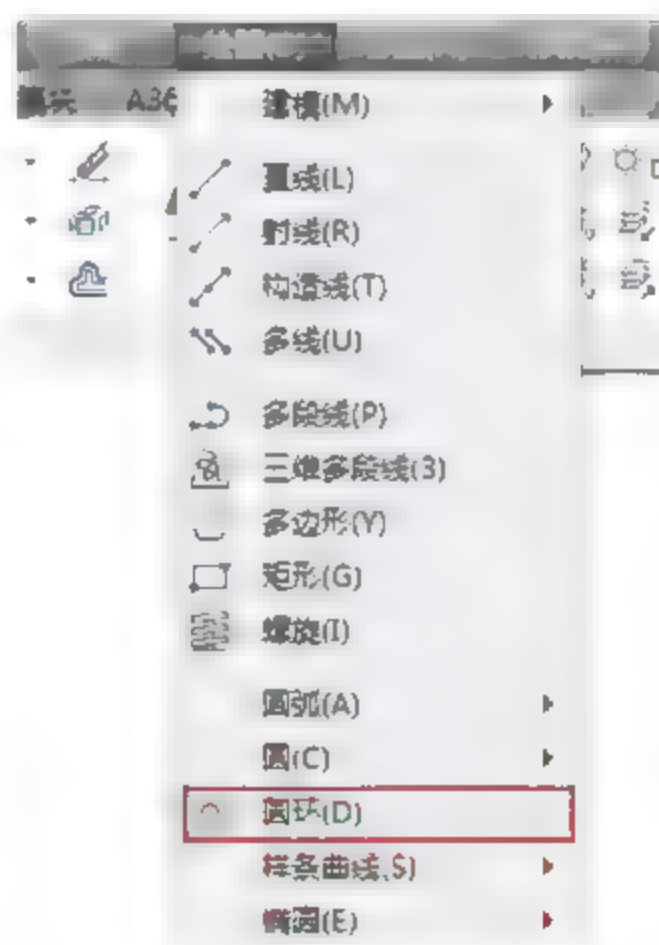 A36
建模(M)
直线(L)
射线(R)
构造线(T)
多线(U)
多段线(P)
三维多段线(3)
多边形(Y)
矩形(G)
螺旋(I)
圆弧(A)
圆(C)
圆环(D)
样条曲线(S)
椭圆(E)